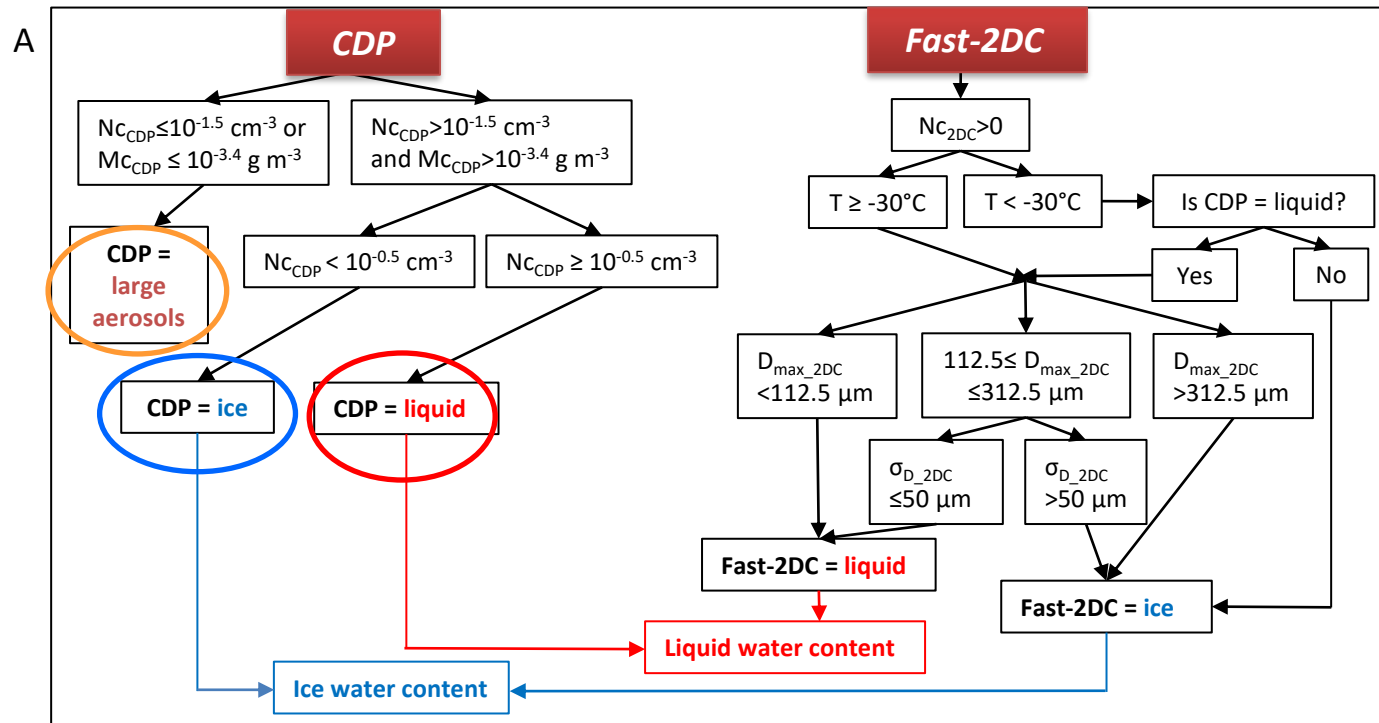 A
CDP
Fast-2DC
Nc_CDP≤10^-1.5 cm^-3 or
Mc_CDP ≤ 10^-3.4 g m^-3
Nc_CDP>10^-1.5 cm^-3
and Mc_CDP>10^-3.4 g m^-3
Nc_2DC>0
T ≥ -30°C
T < -30°C
Is CDP = liquid?
CDP =
large
aerosols
Nc_CDP < 10^-0.5 cm^-3
Nc_CDP ≥ 10^-0.5 cm^-3
Yes
No
D_max_2DC
<112.5 µm
112.5≤ D_max_2DC
≤312.5 µm
D_max_2DC
>312.5 µm
CDP = ice
CDP = liquid
σ_D_2DC
≤50 µm
σ_D_2DC
>50 µm
Fast-2DC = liquid
Fast-2DC = ice
Liquid water content
Ice water content